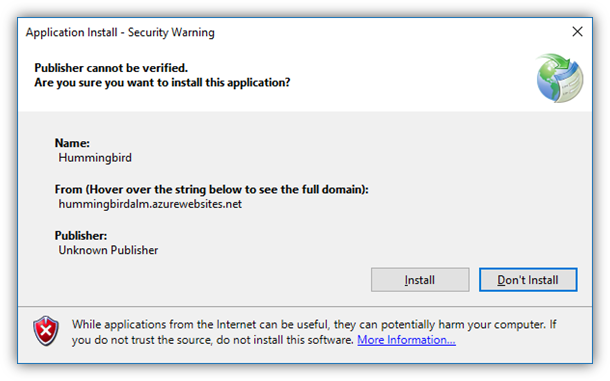 Application Install - Security Warning
Publisher cannot be verified.
Are you sure you want to install this application?
Name:
Hummingbird
From (Hover over the string below to see the full domain):
hummingbirdalm.azurewebsites.net
Publisher:
Unknown Publisher
Install
Don't Install
While applications from the Internet can be useful, they can potentially harm your computer. If
you do not trust the source, do not install this software. More Information...